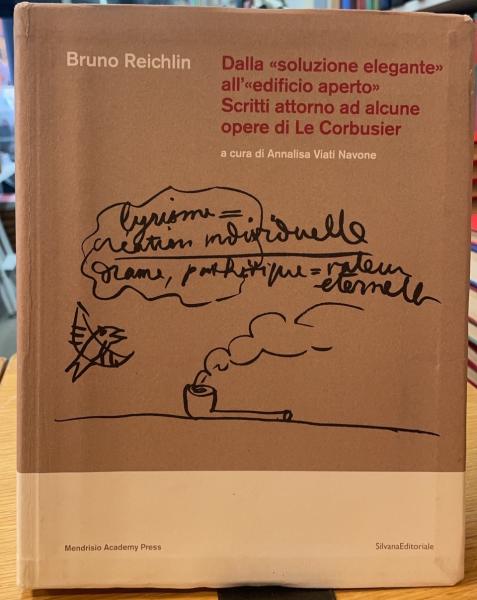 Bruno Reichlin
Dalla «soluzione elegante»
all'«edificio aperto»
Scritti attorno ad alcune
opere di Le Corbusier
a cura di Annalisa Viati Navone
lyrisme =
création individuelle
drame, pathétique = valeur
éternelle
Mendrisio Academy Press
SilvanaEditoriale